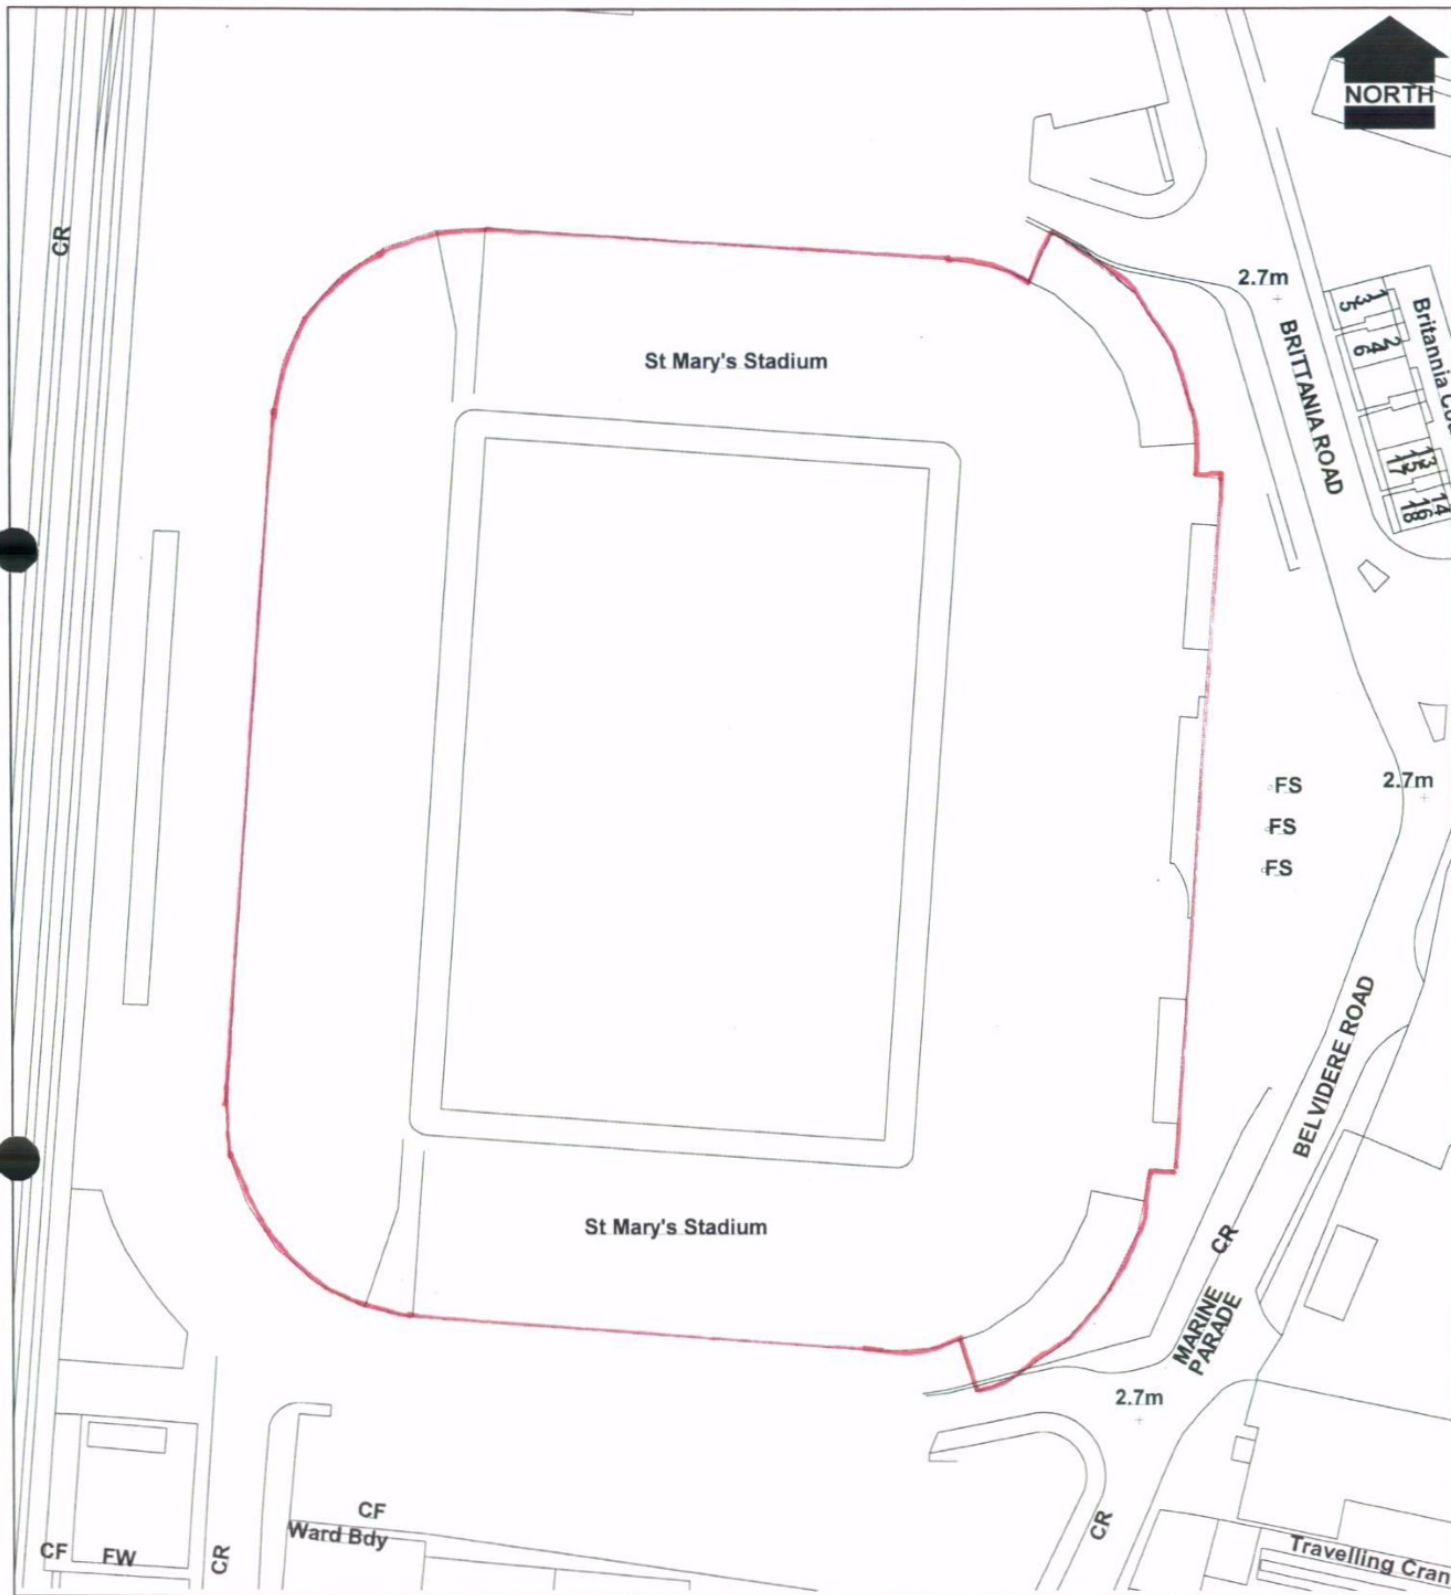 NORTH
CR
2.7m
St Mary's Stadium
BRITTANIA ROAD
1
3
5
2
4
6
Britannia
13
15
17
14
16
18
FS
2.7m
FS
FS
BELVIDERE ROAD
St Mary's Stadium
CR
MARINE
PARADE
2.7m
CF
Ward Bdy
CR
CF
FW
CR
Travelling